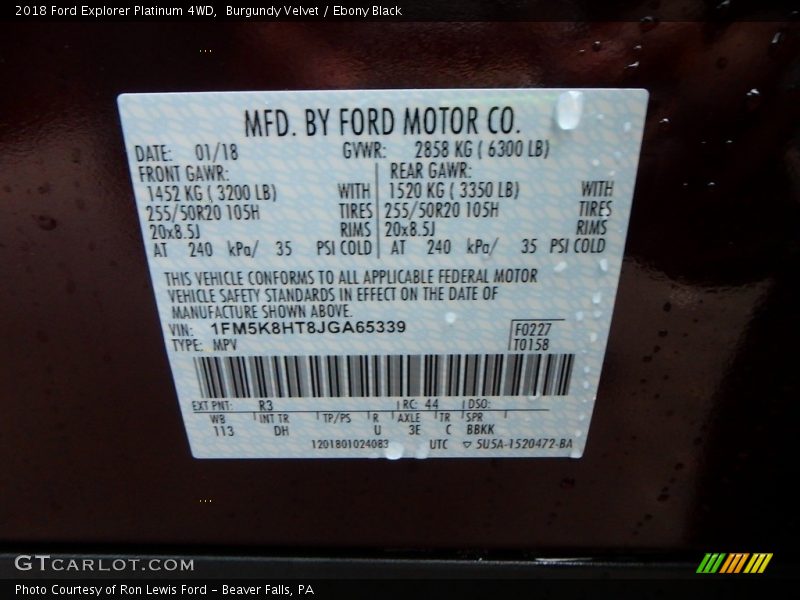 2018 Ford Explorer Platinum 4WD,  Burgundy Velvet / Ebony Black
MFD. BY FORD MOTOR CO.
DATE: 01/18 GVWR: 2858 KG ( 6300 LB)
FRONT GAWR: REAR GAWR:
1452 KG ( 3200 LB) WITH 1520 KG ( 3350 LB) WITH
255/50R20 105H TIRES 255/50R20 105H TIRES
20x8.5J RIMS 20x8.5J RIMS
AT 240 kPa/ 35 PSI COLD AT 240 kPa/ 35 PSI COLD
THIS VEHICLE CONFORMS TO ALL APPLICABLE FEDERAL MOTOR
VEHICLE SAFETY STANDARDS IN EFFECT ON THE DATE OF
MANUFACTURE SHOWN ABOVE.
VIN: 1FM5K8HT8JGA65339 F0227
TYPE: MPV T0158
EXT PNT: R3 RC: 44 DSO:
WB INT TR TP/PS R AXLE TR SPR
113 DH U 3E C BBKK
1201801024083 UTC ▽ 5U5A-1520472-BA
GTCARLOT.COM
Photo Courtesy of Ron Lewis Ford - Beaver Falls, PA